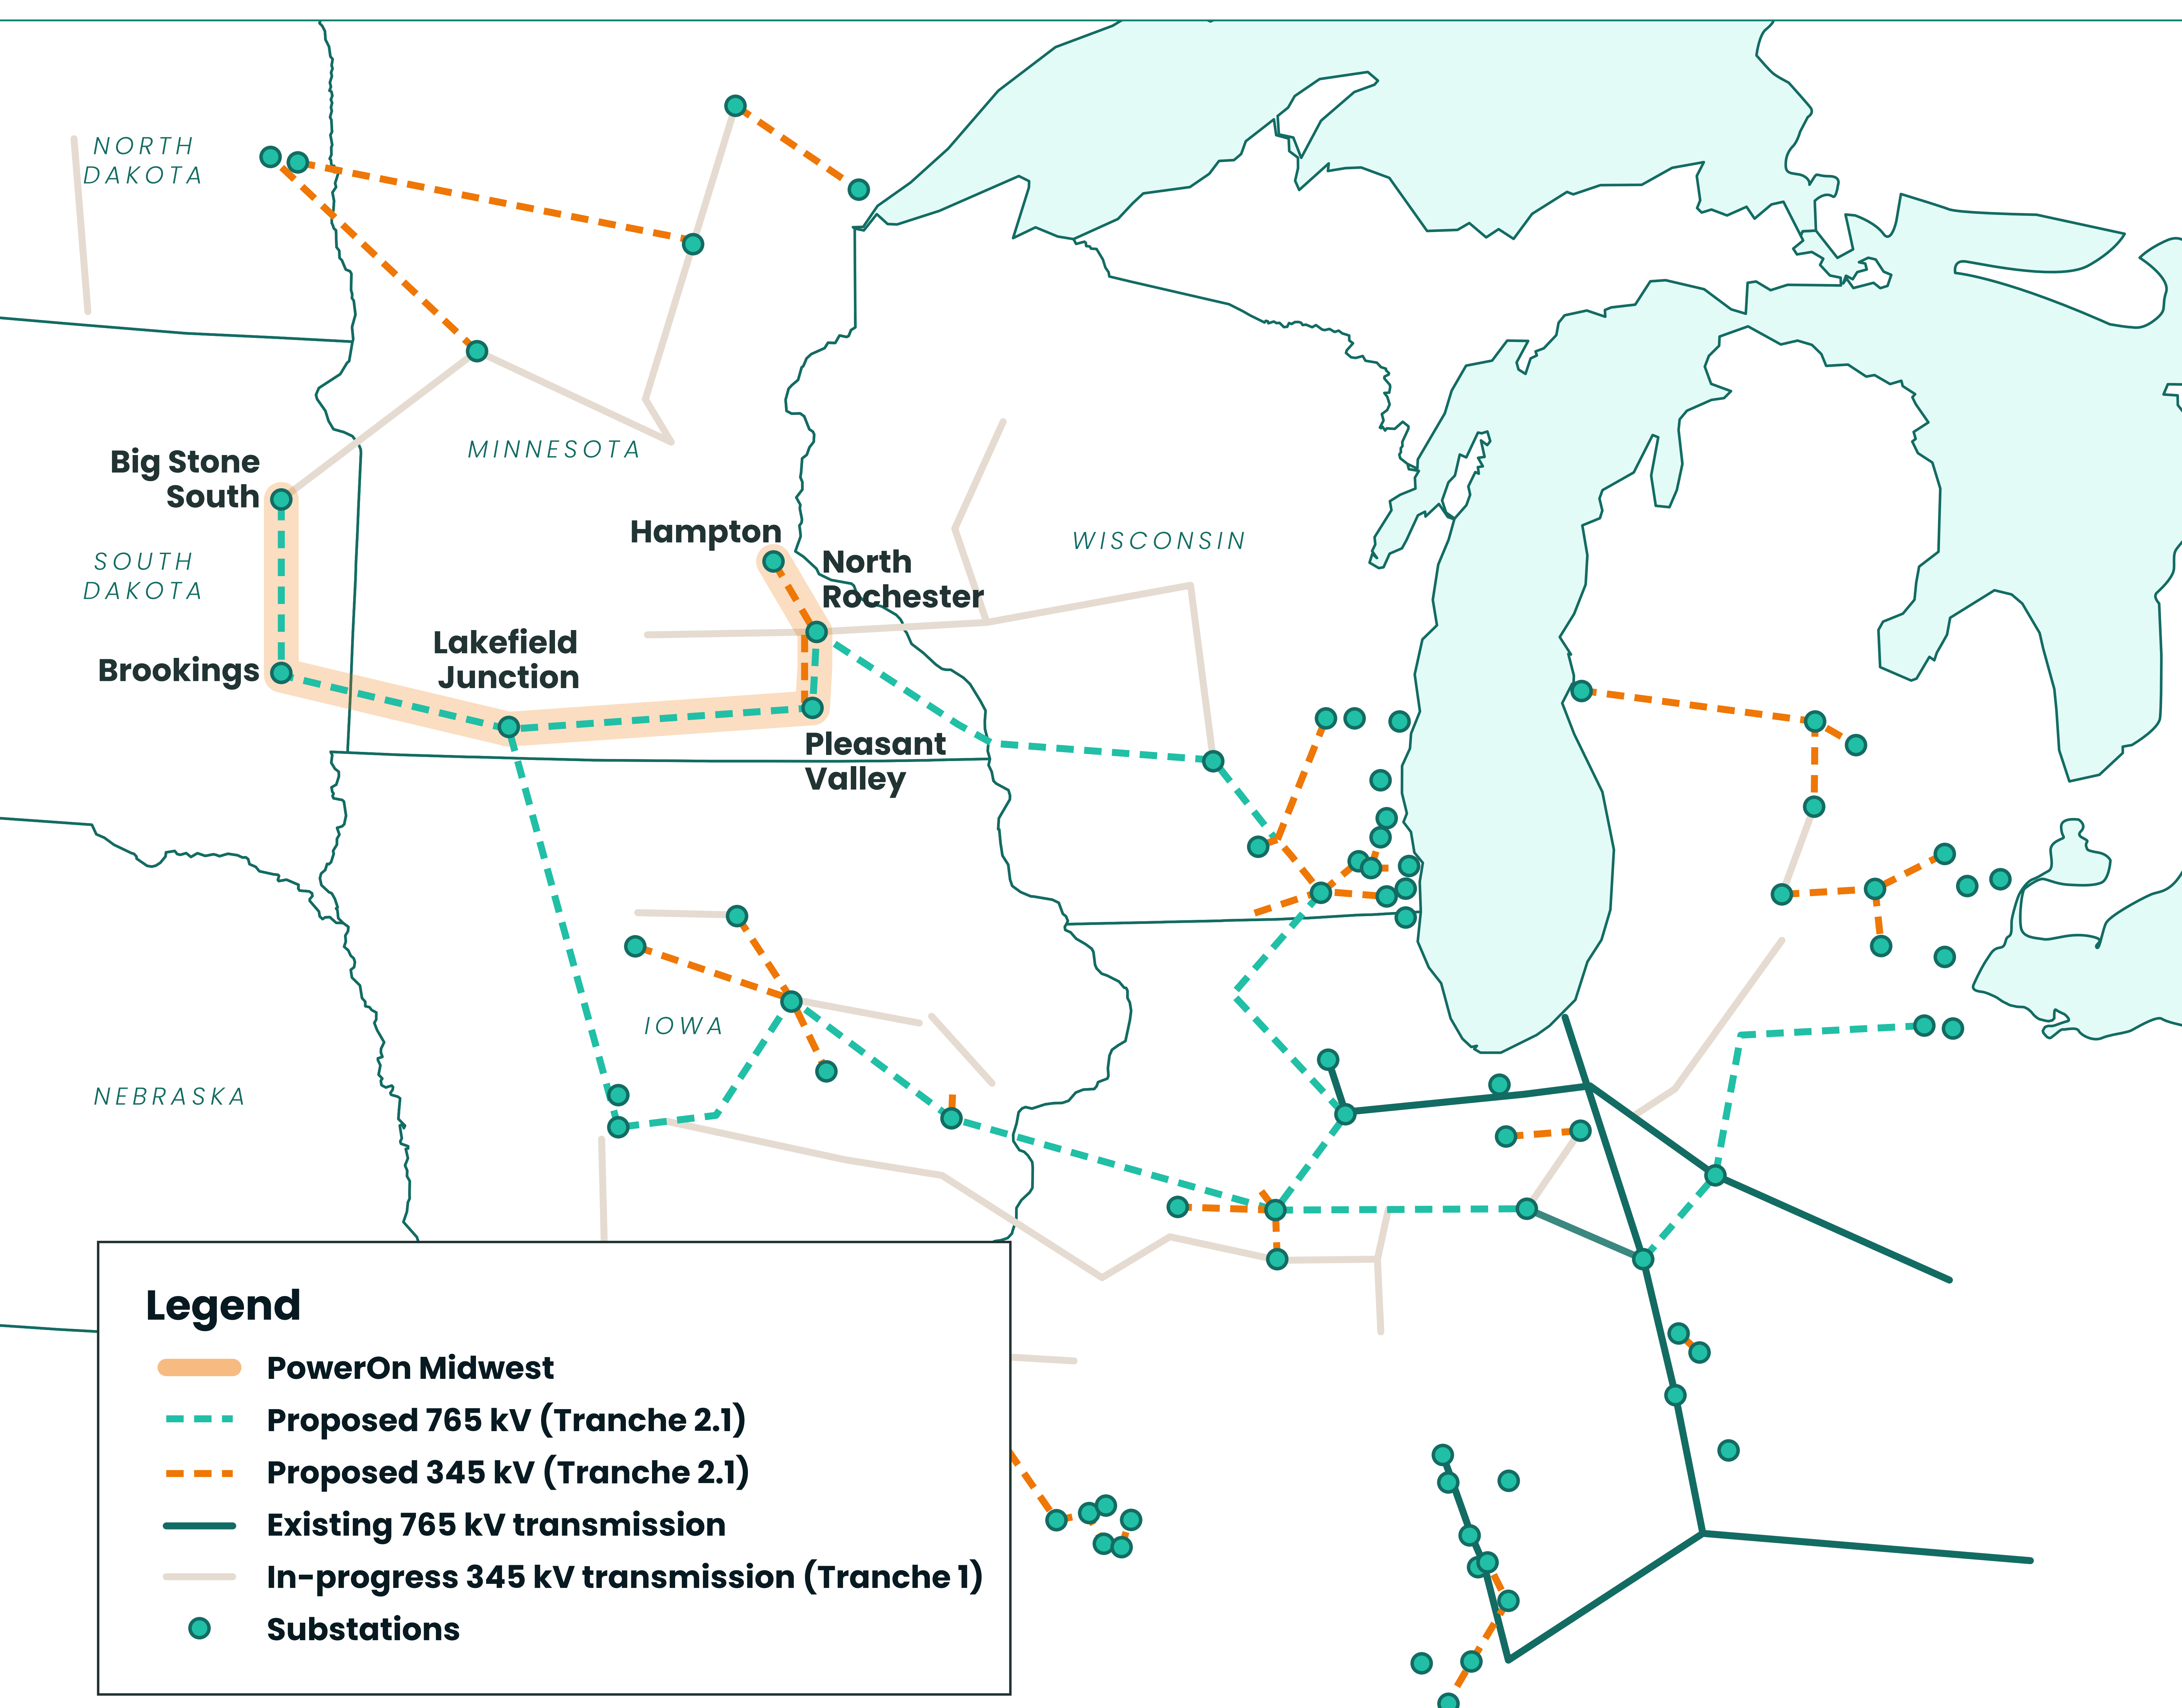 NORTH
DAKOTA
MINNESOTA
Big Stone
South
SOUTH
DAKOTA
Brookings
Hampton
North
Rochester
WISCONSIN
Lakefield
Junction
Pleasant
Valley
IOWA
NEBRASKA
Legend
PowerOn Midwest
Proposed 765 kV (Tranche 2.1)
Proposed 345 kV (Tranche 2.1)
Existing 765 kV transmission
In-progress 345 kV transmission (Tranche 1)
Substations